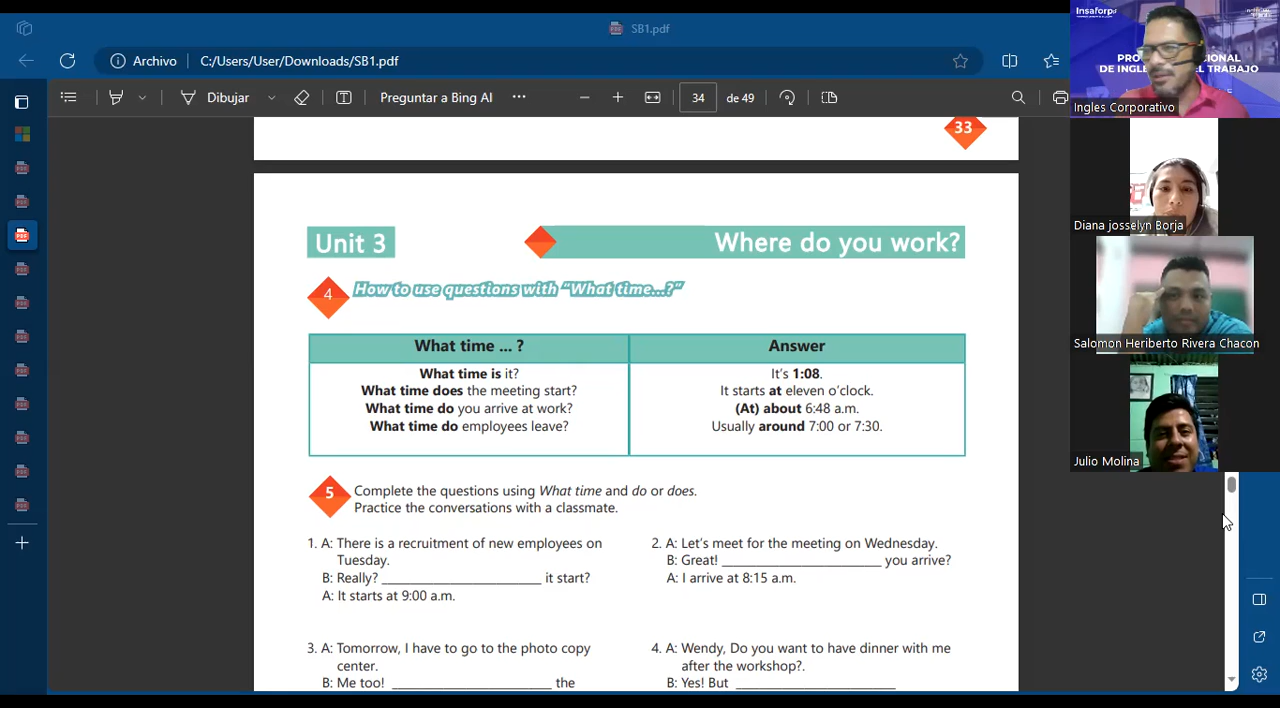 SB1.pdf
Archivo
C:/Users/User/Downloads/SB1.pdf
Dibujar
Preguntar a Bing AI
34
de 49
33
Unit 3
Where do you work?
4
How to use questions with “What time...?”
What time ... ?
Answer
What time is it?
It's 1:08.
What time does the meeting start?
It starts at eleven o'clock.
What time do you arrive at work?
(At) about 6:48 a.m.
What time do employees leave?
Usually around 7:00 or 7:30.
5
Complete the questions using What time and do or does.
Practice the conversations with a classmate.
1. A: There is a recruitment of new employees on
Tuesday.
B: Really? ______________________ it start?
A: It starts at 9:00 a.m.
2. A: Let's meet for the meeting on Wednesday.
B: Great! ______________________ you arrive?
A: I arrive at 8:15 a.m.
3. A: Tomorrow, I have to go to the photo copy
center.
B: Me too! ______________________ the
4. A: Wendy, Do you want to have dinner with me
after the workshop?.
B: Yes! But ______________________
Insaforp
Ingles Corporativo
Diana josselyn Borja
Salomon Heriberto Rivera Chacon
Julio Molina